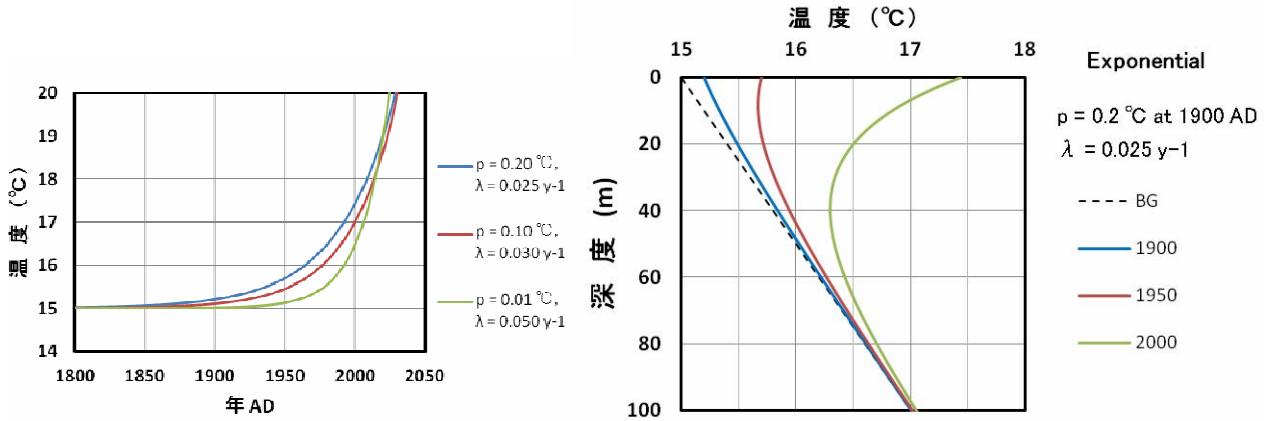 20
19
18
17
16
15
14
温 度 (℃)
1800 1850 1900 1950 2000 2050
年 AD
p = 0.20 ℃,
λ = 0.025 y-1
p = 0.10 ℃,
λ = 0.030 y-1
p = 0.01 ℃,
λ = 0.050 y-1
温 度 (℃)
15 16 17 18
0
20
40
60
80
100
深 度 (m)
Exponential
p = 0.2 ℃ at 1900 AD
λ = 0.025 y-1
BG
1900
1950
2000